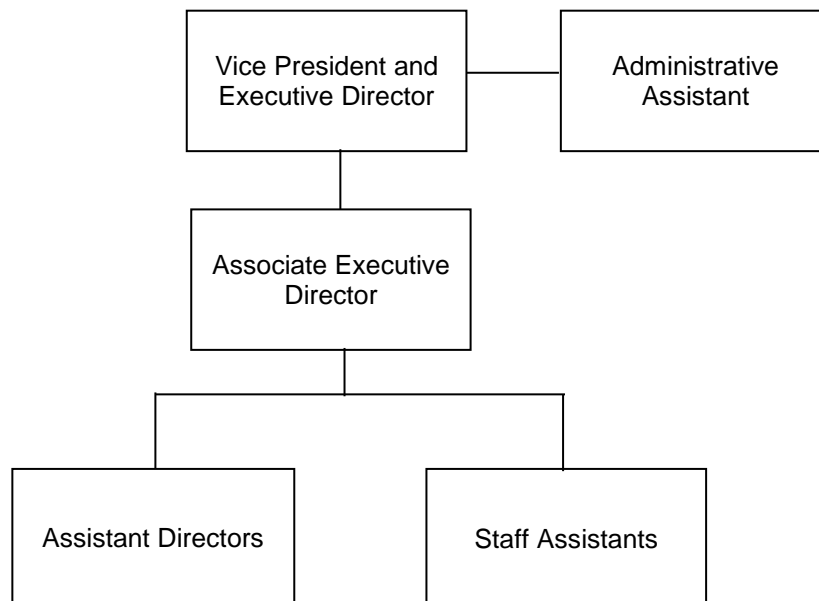 Vice President and
Executive Director
Administrative
Assistant
Associate Executive
Director
Assistant Directors
Staff Assistants